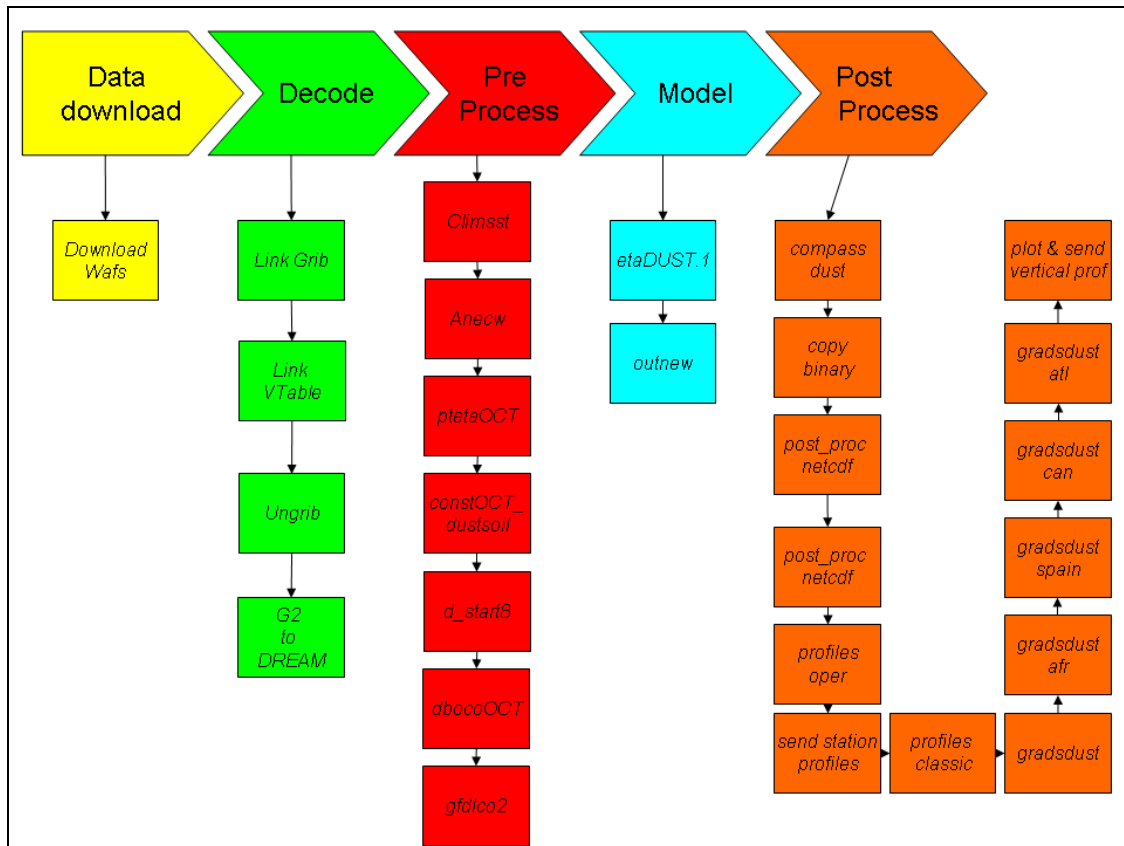 Data
download
Decode
Pre
Process
Model
Post
Process
Download
Wafs
Link Grib
Link
VTable
Ungrib
G2
to
DREAM
Climsst
Anecw
ptetaOCT
constOCT_
dustsoil
d_start8
dbocoOCT
gfdlco2
etaDUST.1
outnew
compass
dust
copy
binary
post_proc
netcdf
post_proc
netcdf
profiles
oper
send station
profiles
profiles
classic
gradsdust
gradsdust
afr
gradsdust
spain
gradsdust
can
gradsdust
atl
plot & send
vertical prof